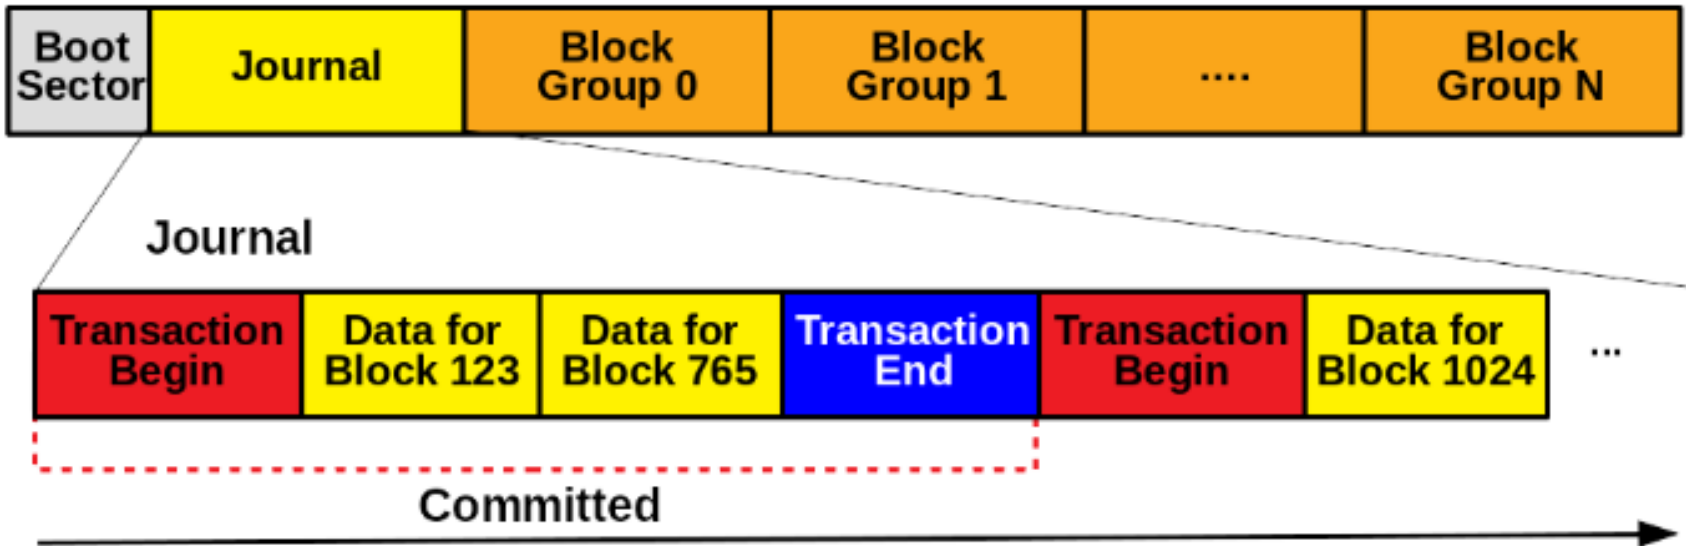 Boot
Sector
Journal
Block
Group 0
Block
Group 1
....
Block
Group N
Journal
Transaction
Begin
Data for
Block 123
Data for
Block 765
Transaction
End
Transaction
Begin
Data for
Block 1024
...
Committed